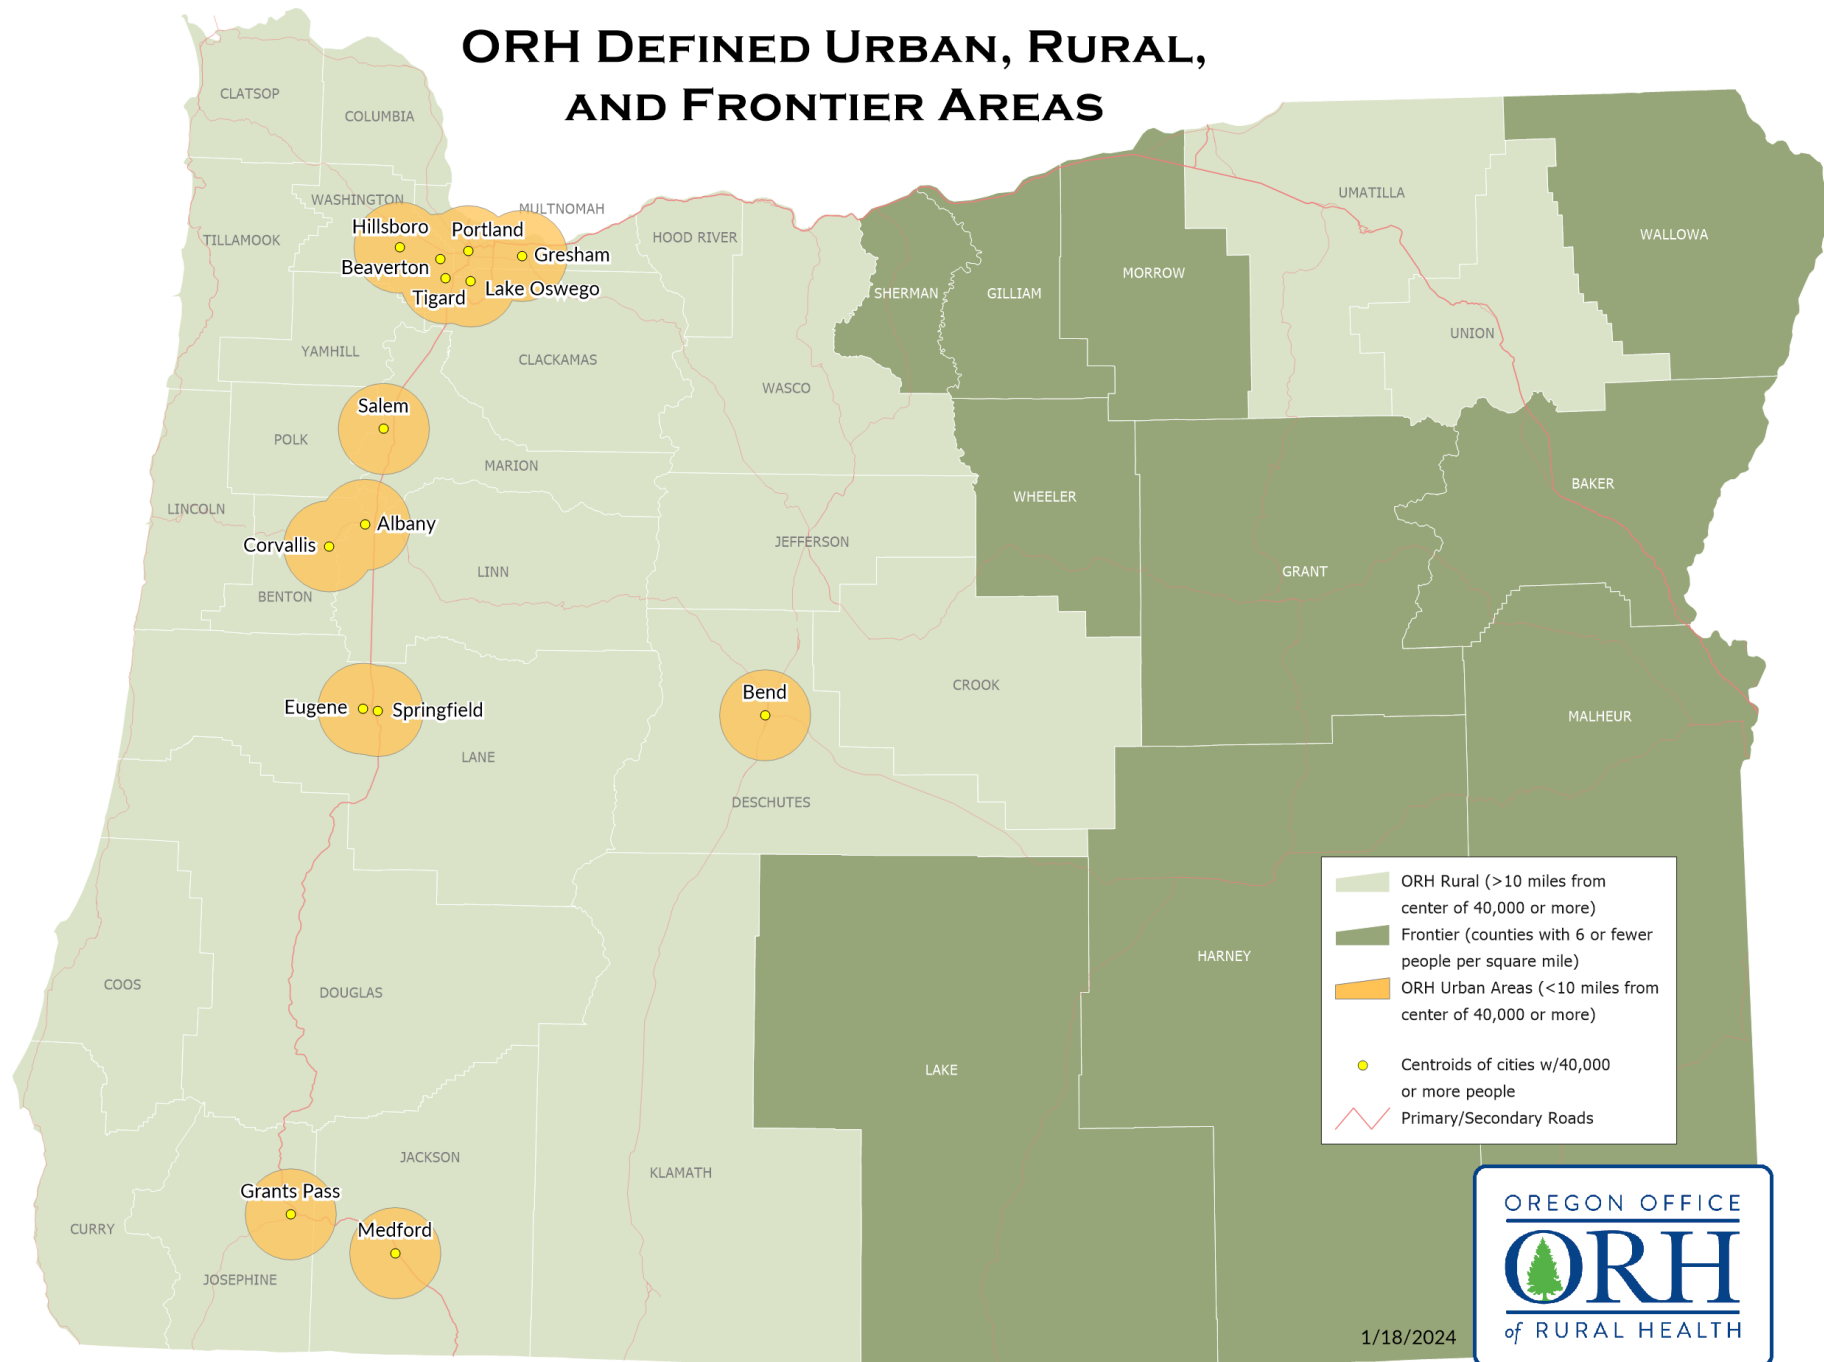 ORH DEFINED URBAN, RURAL,
AND FRONTIER AREAS
CLATSOP
COLUMBIA
WASHINGTON
MULTNOMAH
TILLAMOOK
Hillsboro
Portland
Gresham
Beaverton
Tigard
Lake Oswego
HOOD RIVER
UMATILLA
WALLOWA
MORROW
SHERMAN
GILLIAM
UNION
YAMHILL
CLACKAMAS
WASCO
Salem
POLK
MARION
WHEELER
BAKER
LINCOLN
Albany
Corvallis
JEFFERSON
LINN
GRANT
BENTON
Eugene
Springfield
Bend
CROOK
MALHEUR
LANE
DESCHUTES
COOS
DOUGLAS
HARNEY
LAKE
JACKSON
KLAMATH
Grants Pass
Medford
CURRY
JOSEPHINE
ORH Rural (>10 miles from
center of 40,000 or more)
Frontier (counties with 6 or fewer
people per square mile)
ORH Urban Areas (<10 miles from
center of 40,000 or more)
Centroids of cities w/40,000
or more people
Primary/Secondary Roads
OREGON OFFICE
ORH
of RURAL HEALTH
1/18/2024